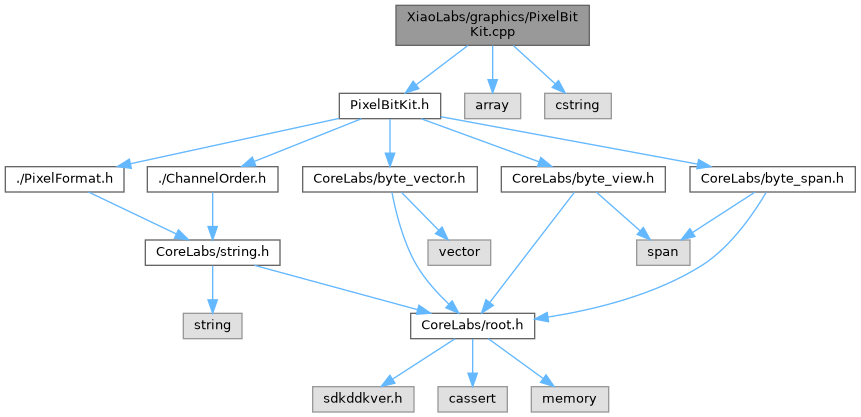 XiaoLabs/graphics/PixelBit
Kit.cpp
PixelBitKit.h
array
cstring
./PixelFormat.h
./ChannelOrder.h
CoreLabs/byte_vector.h
CoreLabs/byte_view.h
CoreLabs/byte_span.h
CoreLabs/string.h
vector
span
string
CoreLabs/root.h
sdkddkver.h
cassert
memory